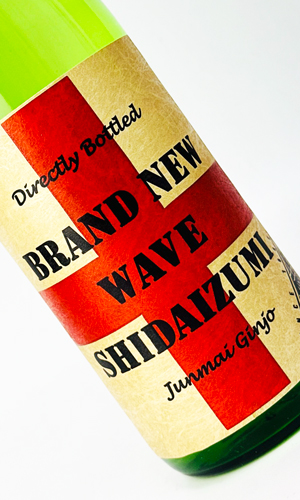 Directly Bottled
BRAND NEW
WAVE
SHIDAIZUMI
Junmai Ginjo